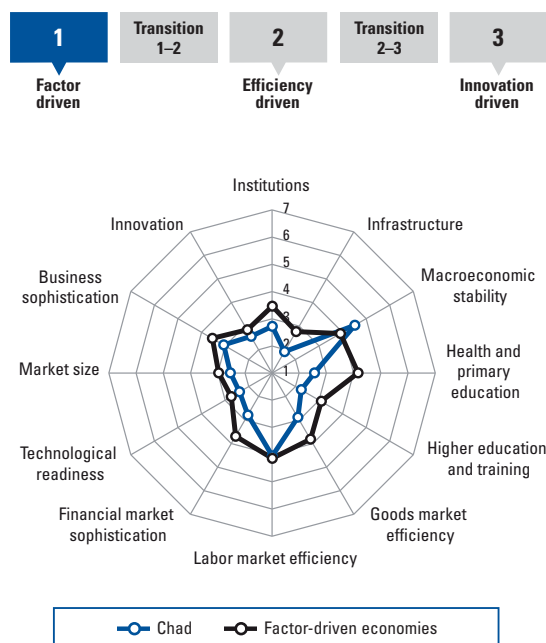 1
Transition
1–2
2
Transition
2–3
3
Factor
driven
Efficiency
driven
Innovation
driven
Institutions
7
Innovation
Infrastructure
6
5
Business
sophistication
Macroeconomic
stability
4
3
2
Market size
1
Health and
primary
education
Technological
readiness
Higher education
and training
Financial market
sophistication
Goods market
efficiency
Labor market efficiency
Chad
Factor-driven economies